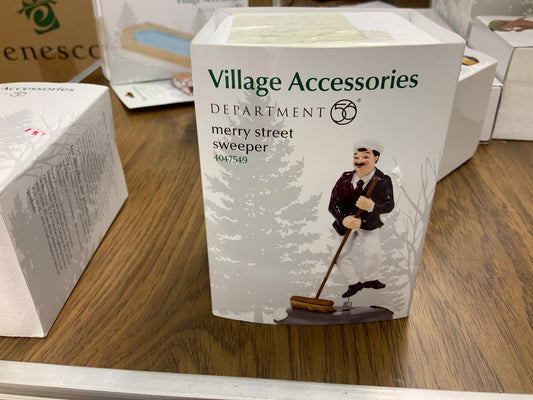 enesco
Village Accessories
DEPARTMENT 56®
merry street
sweeper
4047549
Accessories